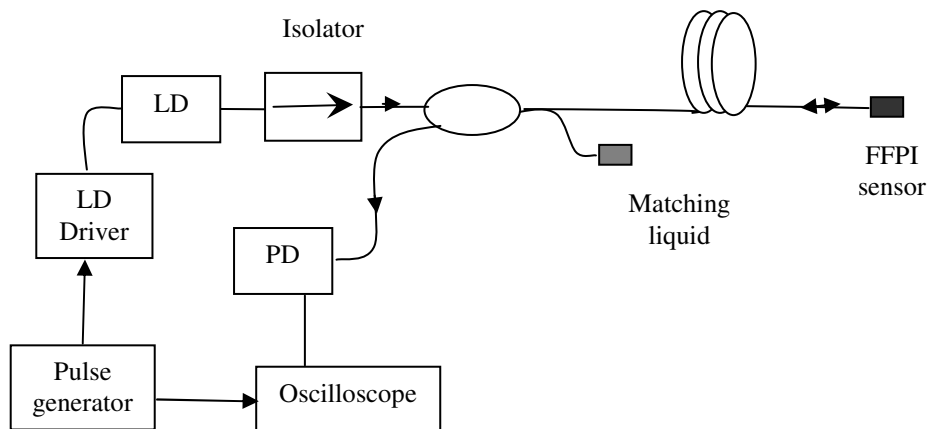 Isolator
LD
LD
Driver
FFPI
sensor
Matching
liquid
PD
Pulse
generator
Oscilloscope